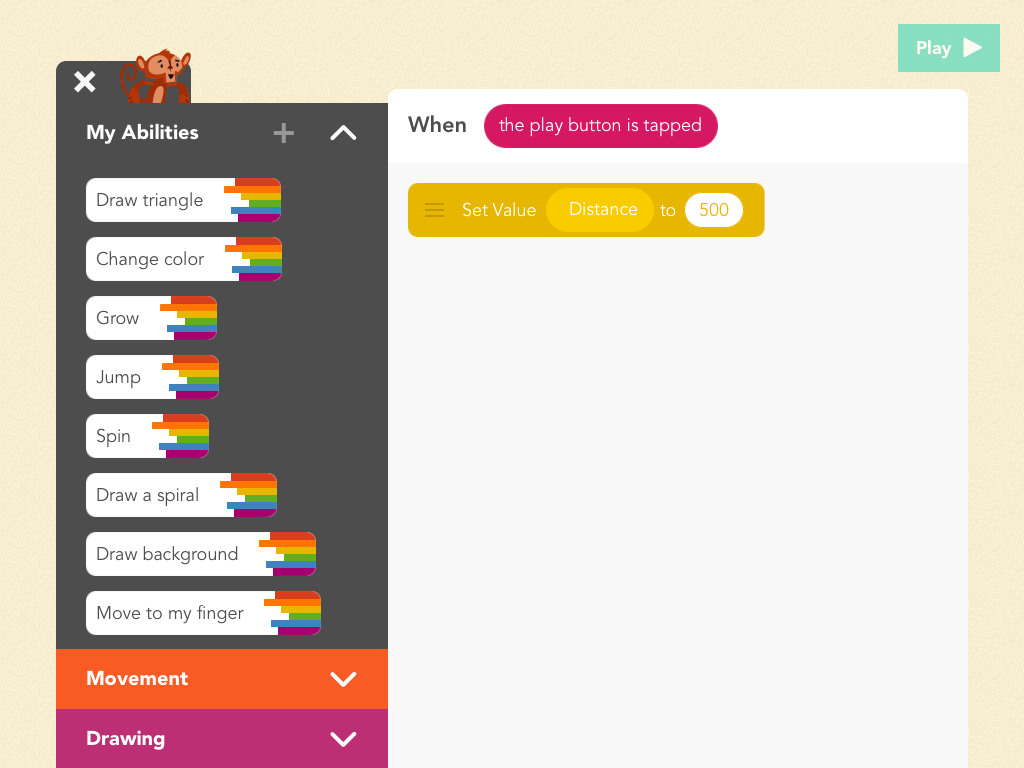 Play
My Abilities
Draw triangle
Change color
Grow
Jump
Spin
Draw a spiral
Draw background
Move to my finger
Movement
Drawing
When the play button is tapped
Set Value Distance to 500